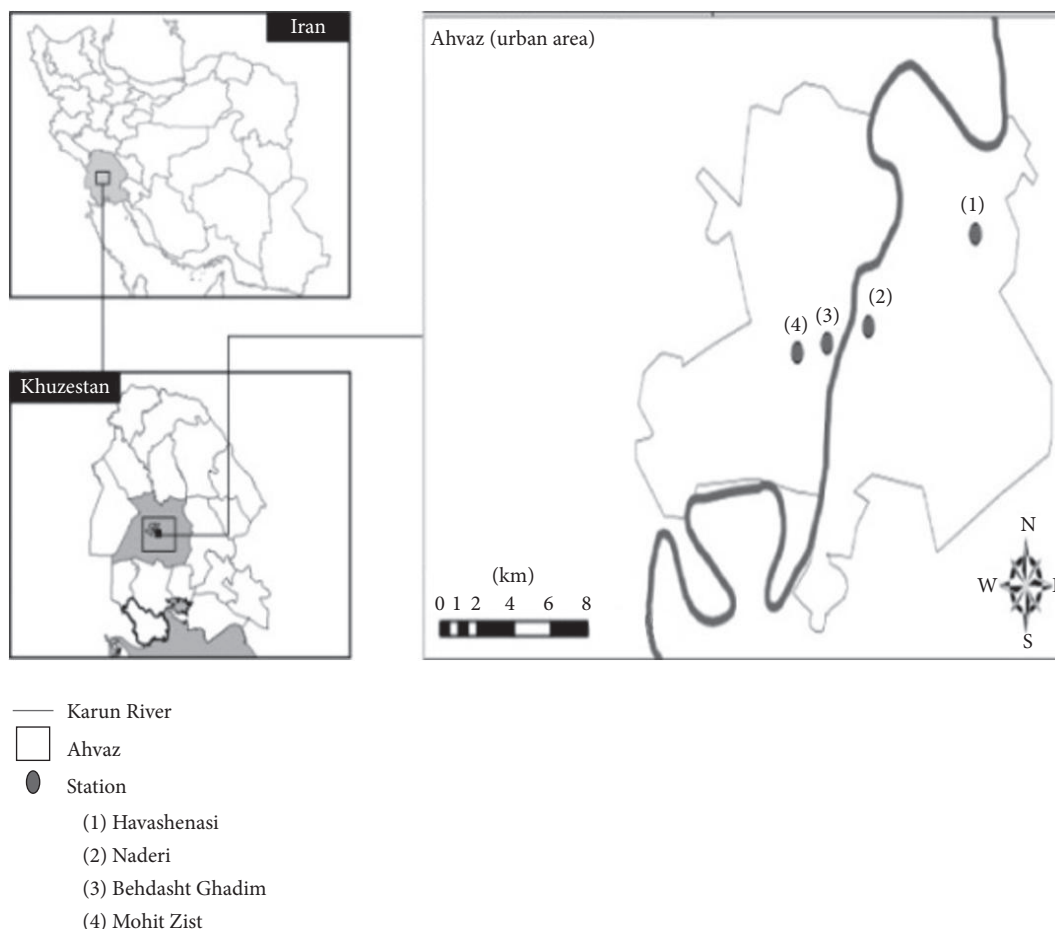 Iran
Khuzestan
Ahvaz (urban area)
(1)
(2)
(3)
(4)
(km)
0 1 2 4 6 8
N
W
S
Karun River
Ahvaz
Station
(1) Havashenasi
(2) Naderi
(3) Behdasht Ghadim
(4) Mohit Zist